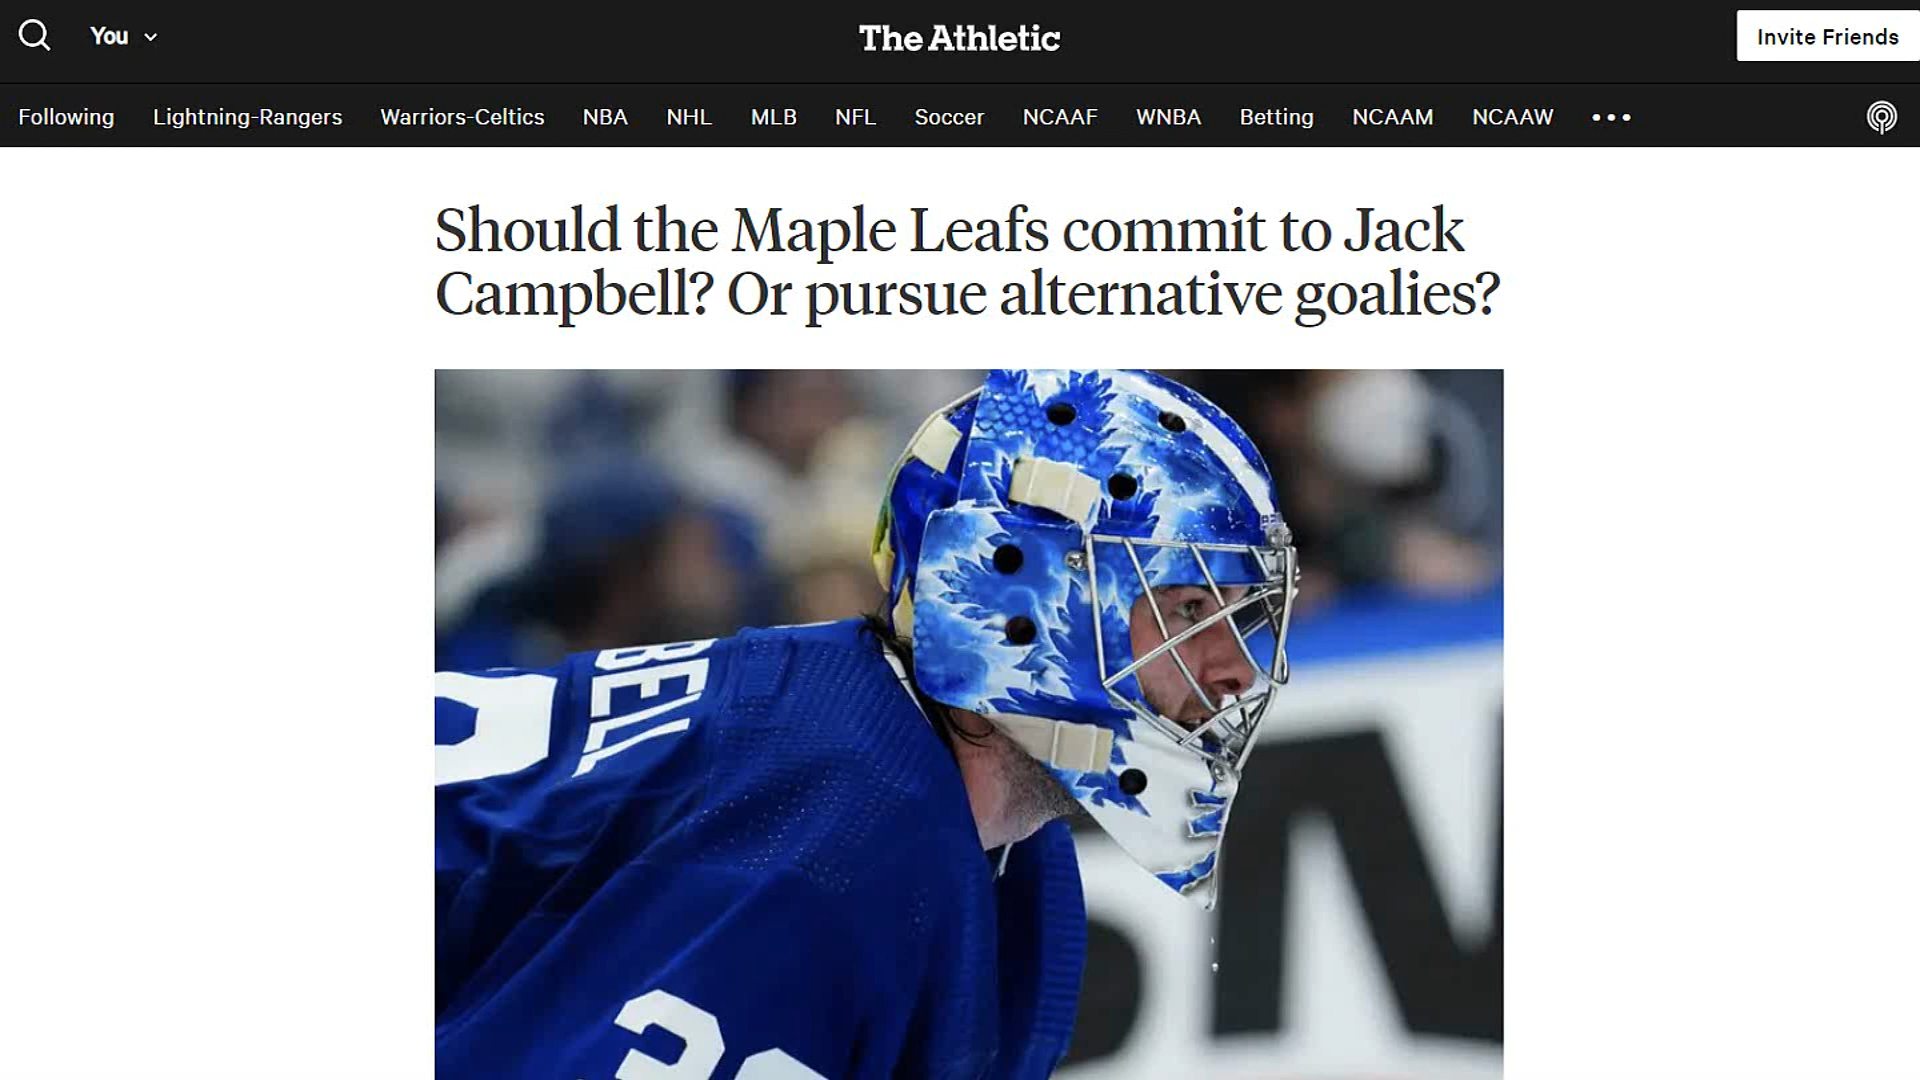 You
The Athletic
Invite Friends
Following Lightning-Rangers Warriors-Celtics NBA NHL MLB NFL Soccer NCAAF WNBA Betting NCAAM NCAAW •••
Should the Maple Leafs commit to Jack
Campbell? Or pursue alternative goalies?
BELL